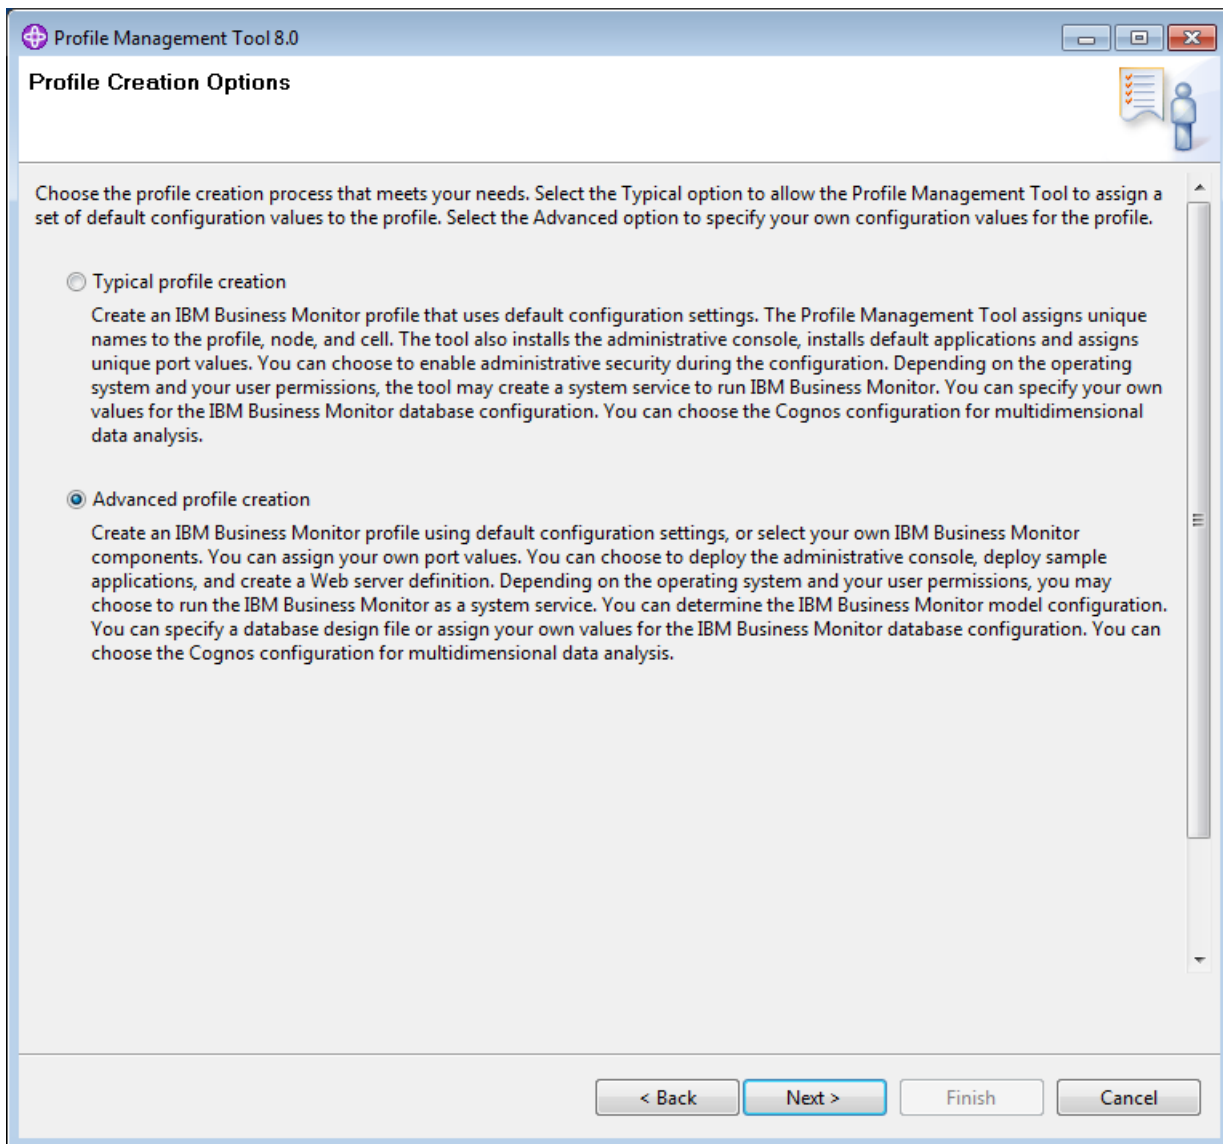 Profile Management Tool 8.0
Profile Creation Options
Choose the profile creation process that meets your needs. Select the Typical option to allow the Profile Management Tool to assign a
set of default configuration values to the profile. Select the Advanced option to specify your own configuration values for the profile.
Typical profile creation
Create an IBM Business Monitor profile that uses default configuration settings. The Profile Management Tool assigns unique
names to the profile, node, and cell. The tool also installs the administrative console, installs default applications and assigns
unique port values. You can choose to enable administrative security during the configuration. Depending on the operating
system and your user permissions, the tool may create a system service to run IBM Business Monitor. You can specify your own
values for the IBM Business Monitor database configuration. You can choose the Cognos configuration for multidimensional
data analysis.
Advanced profile creation
Create an IBM Business Monitor profile using default configuration settings, or select your own IBM Business Monitor
components. You can assign your own port values. You can choose to deploy the administrative console, deploy sample
applications, and create a Web server definition. Depending on the operating system and your user permissions, you may
choose to run the IBM Business Monitor as a system service. You can determine the IBM Business Monitor model configuration.
You can specify a database design file or assign your own values for the IBM Business Monitor database configuration. You can
choose the Cognos configuration for multidimensional data analysis.
< Back Next > Finish Cancel